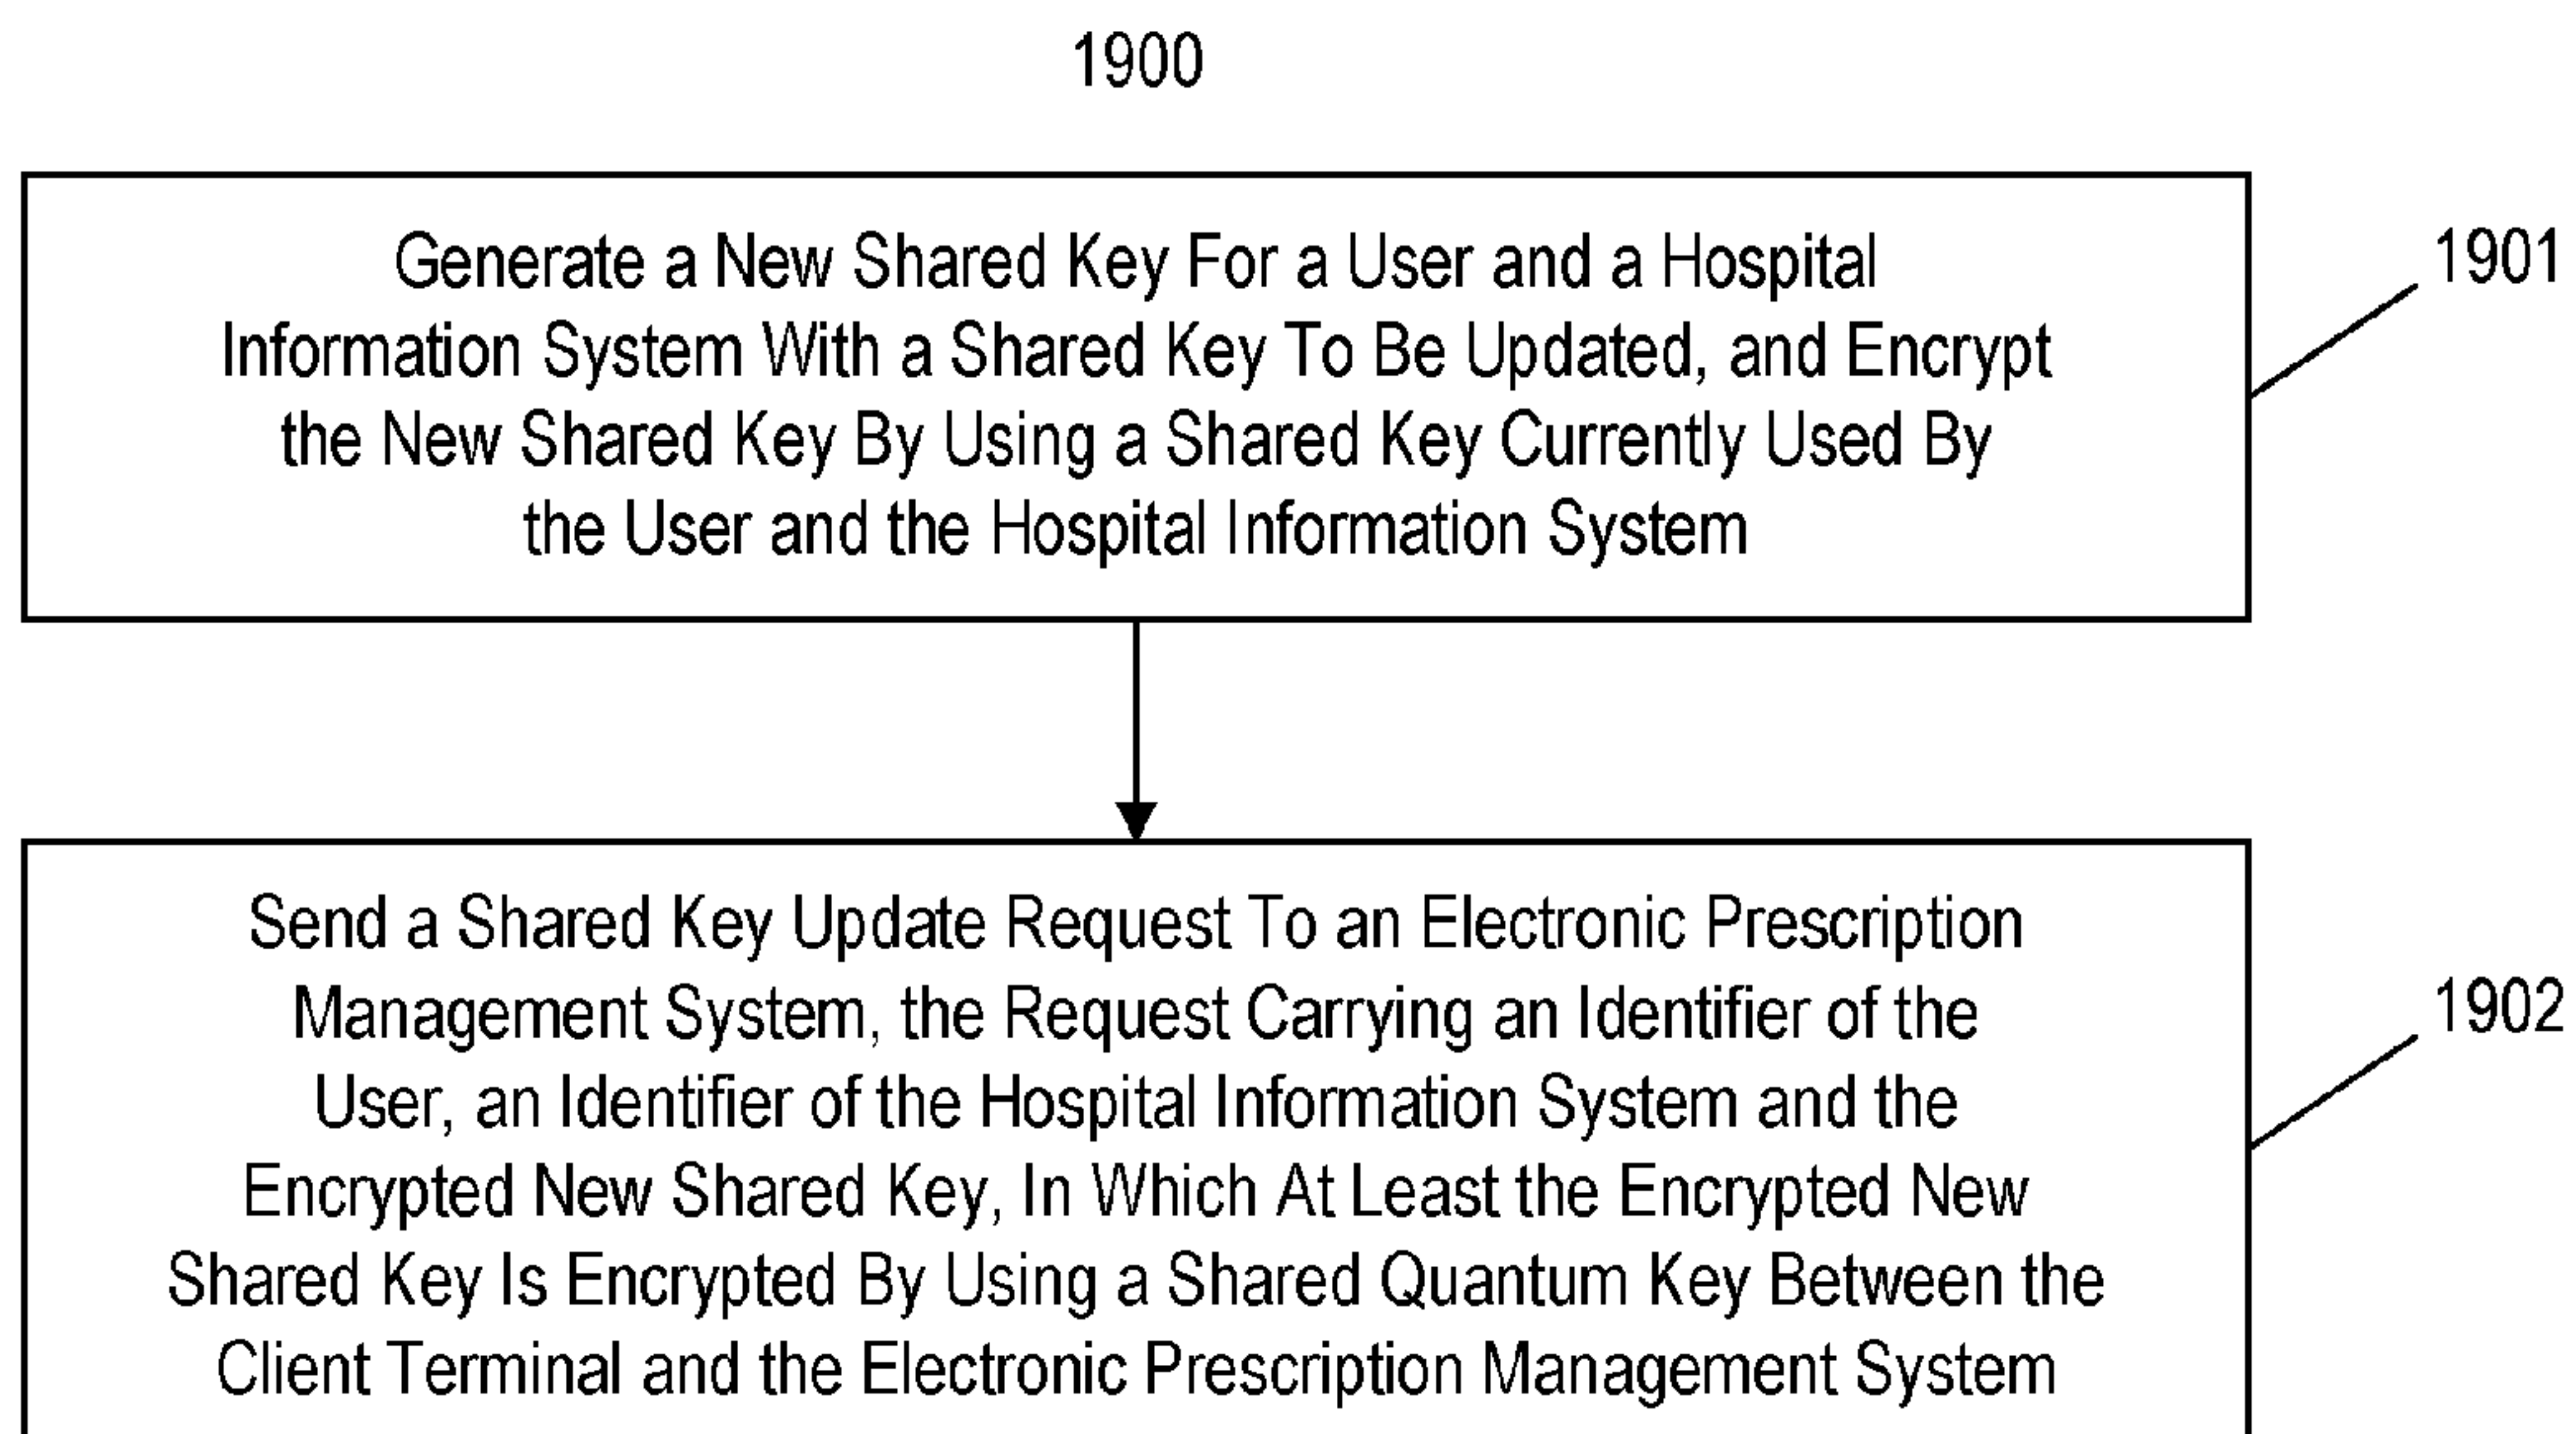 1900
Generate a New Shared Key For a User and a Hospital
Information System With a Shared Key To Be Updated, and Encrypt
the New Shared Key By Using a Shared Key Currently Used By
the User and the Hospital Information System
1901
Send a Shared Key Update Request To an Electronic Prescription
Management System, the Request Carrying an Identifier of the
User, an Identifier of the Hospital Information System and the
Encrypted New Shared Key, In Which At Least the Encrypted New
Shared Key Is Encrypted By Using a Shared Quantum Key Between the
Client Terminal and the Electronic Prescription Management System
1902